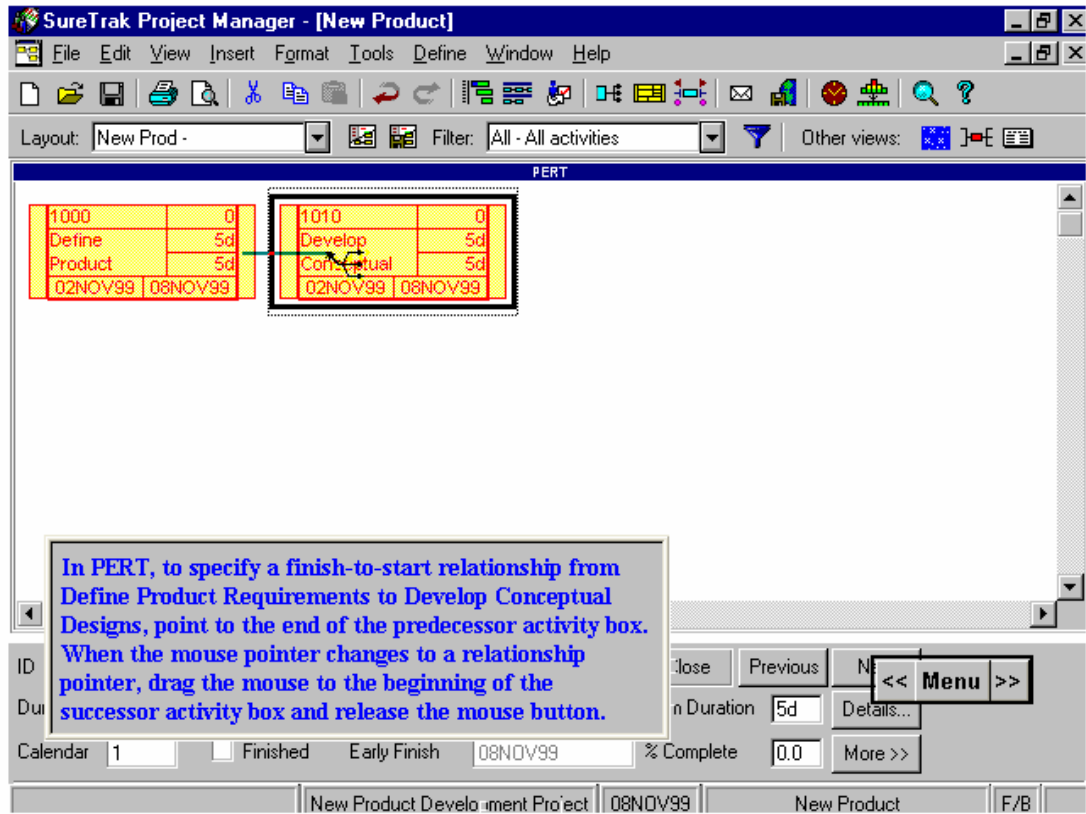 SureTrak Project Manager - [New Product]
File Edit View Insert Format Tools Define Window Help
Layout: New Prod - Filter: All - All activities Other views:
PERT
1000 0 1010 0
Define 5d Develop 5d
Product 5d Conceptual 5d
02NOV99 08NOV99 02NOV99 08NOV99
In PERT, to specify a finish-to-start relationship from
Define Product Requirements to Develop Conceptual
Designs, point to the end of the predecessor activity box.
When the mouse pointer changes to a relationship
pointer, drag the mouse to the beginning of the
successor activity box and release the mouse button.
ID Close Previous << Menu >>
Duration 5d Details...
Calendar 1 Finished Early Finish 08NOV99 % Complete 0.0 More >>
New Product Development Project 08NOV99 New Product F/B